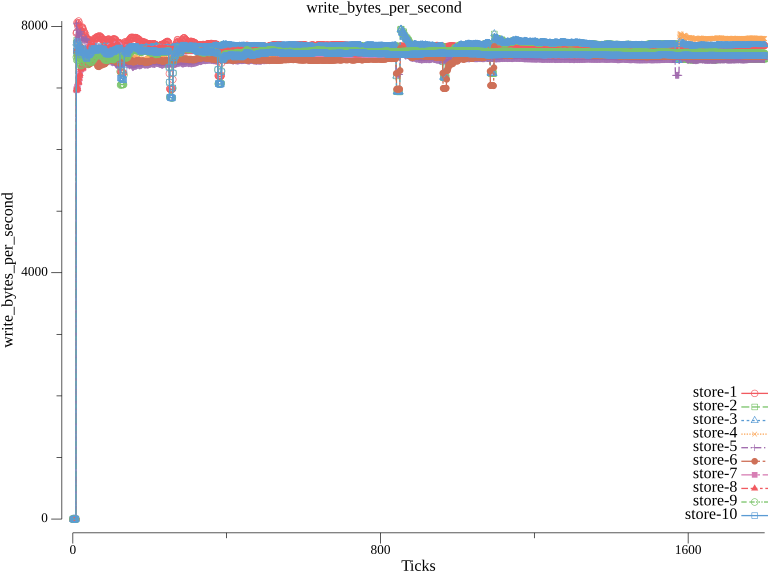 write_bytes_per_second
8000
4000
0
write_bytes_per_second
0
800
1600
Ticks
store-1
store-2
store-3
store-4
store-5
store-6
store-7
store-8
store-9
store-10